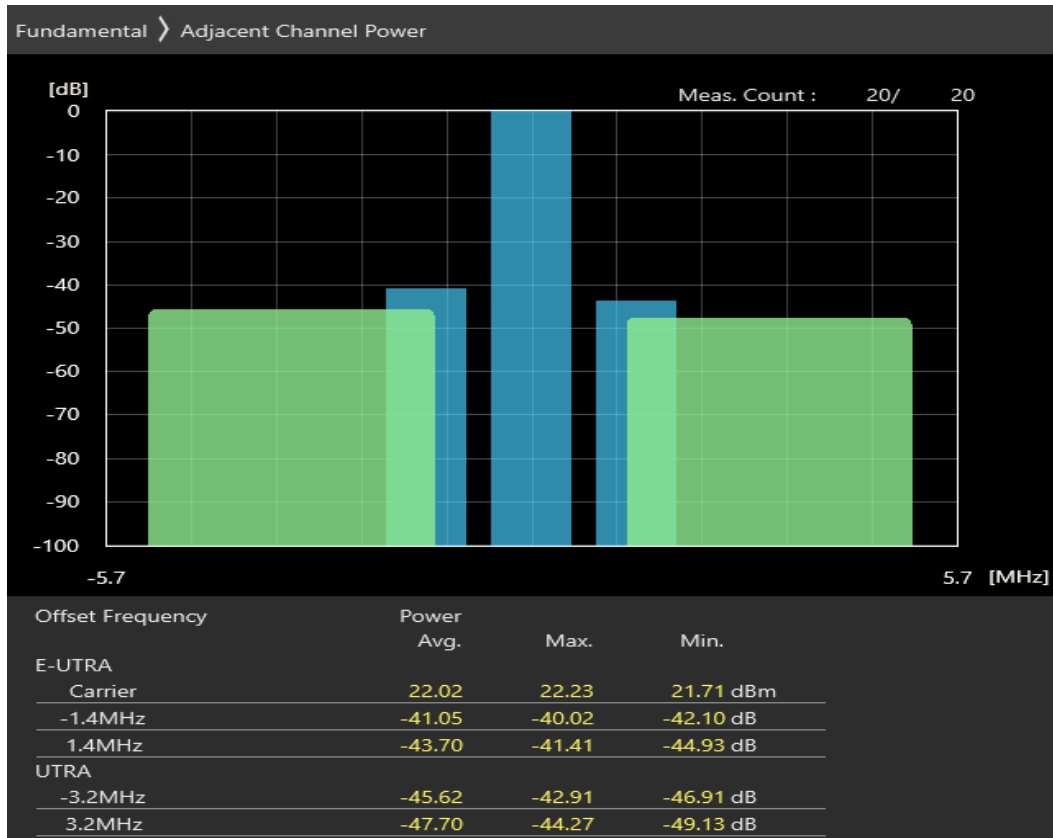 Fundamental 〉 Adjacent Channel Power
[dB]
Meas. Count : 20/ 20
0
-10
-20
-30
-40
-50
-60
-70
-80
-90
-100
-5.7 5.7 [MHz]
Offset Frequency Power
Avg. Max. Min.
E-UTRA
Carrier 22.02 22.23 21.71 dBm
-1.4MHz -41.05 -40.02 -42.10 dB
1.4MHz -43.70 -41.41 -44.93 dB
UTRA
-3.2MHz -45.62 -42.91 -46.91 dB
3.2MHz -47.70 -44.27 -49.13 dB